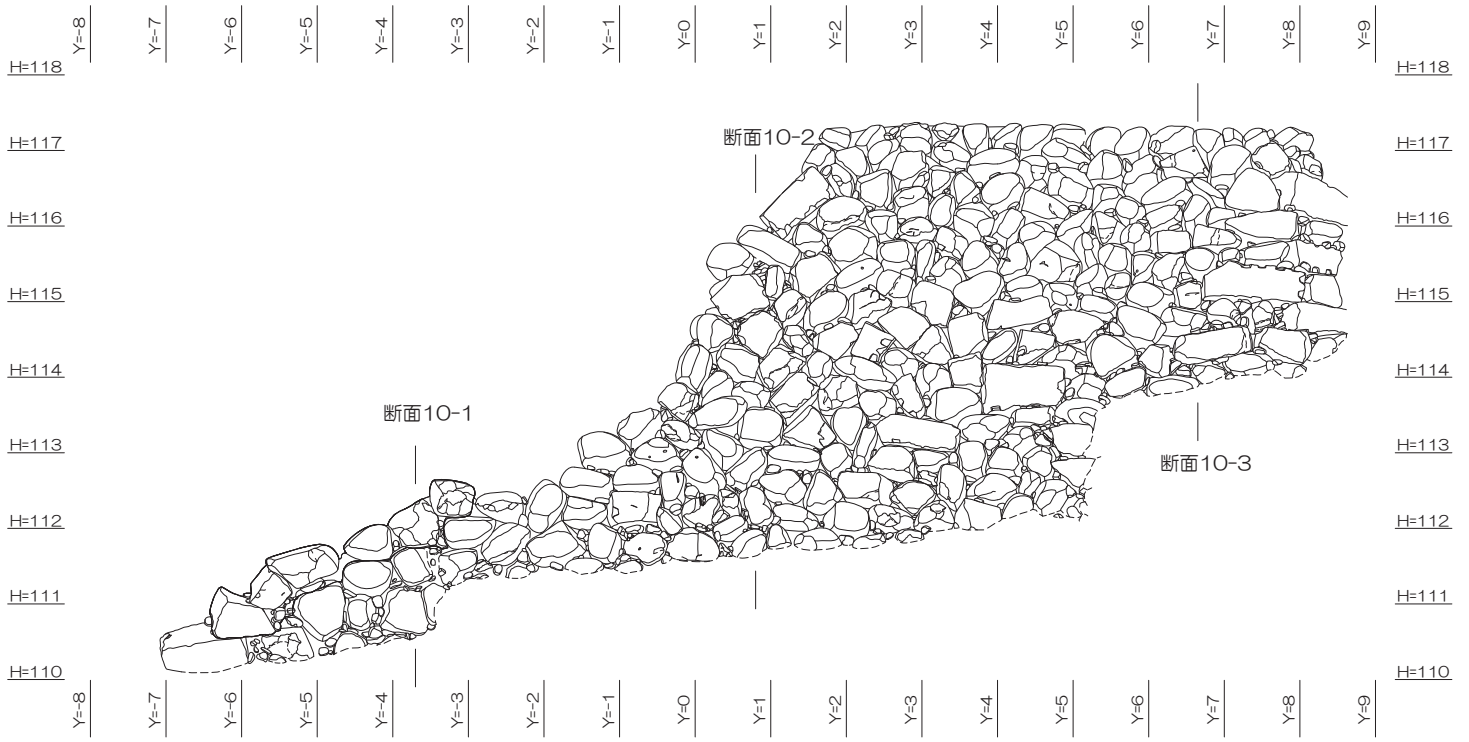 Y=-8
Y=-7
Y=-6
Y=-5
Y=-4
Y=-3
Y=-2
Y=-1
Y=0
Y=1
Y=2
Y=3
Y=4
Y=5
Y=6
Y=7
Y=8
Y=9
H=118
H=118
断面10-2
H=117
H=117
H=116
H=116
H=115
H=115
H=114
H=114
断面10-1
H=113
H=113
断面10-3
H=112
H=112
H=111
H=111
H=110
H=110
Y=-8
Y=-7
Y=-6
Y=-5
Y=-4
Y=-3
Y=-2
Y=-1
Y=0
Y=1
Y=2
Y=3
Y=4
Y=5
Y=6
Y=7
Y=8
Y=9